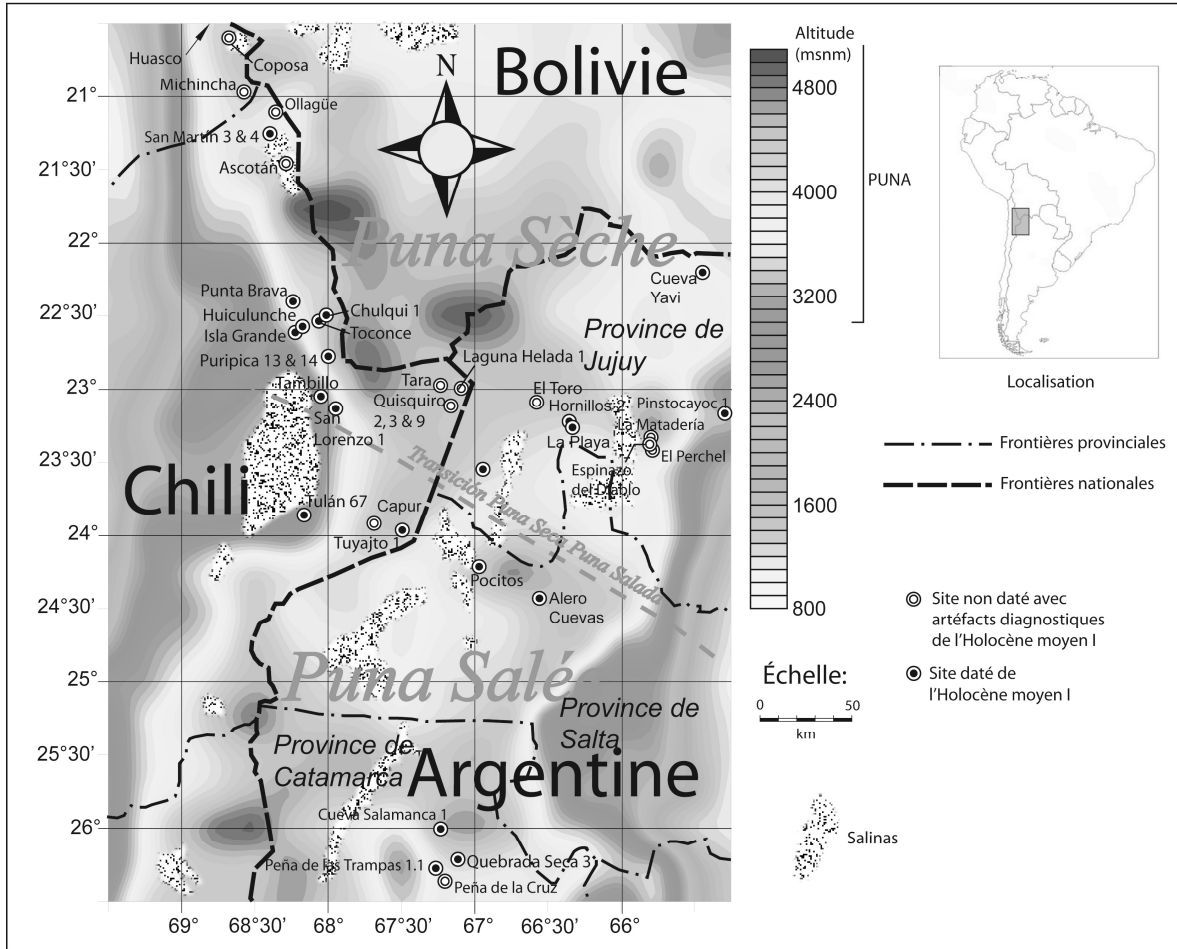 Huasco
Coposa
Michincha
Ollagüe
San Martín 3 & 4
Ascotán
Bolivie
N
Puna Sèche
Cueva
Yavi
Punta Brava
Huiculunche
Isla Grande
Chulqui 1
Toconce
Puripica 13 & 14
Province de
Jujuy
Laguna Helada 1
Tara
Quisquiro
2,3 & 9
Tambillo
San
Lorenzo 1
El Toro
Hornillos 2
Pinstocayoc 1
La Matadería
La Playa
El Perchel
Espinazo
del Diablo
Chili
Transición Puna Seca Puna Salada
Tulán 67
Capur
Tuyajto 1
Pocitos
Alero
Cuevas
Puna Salé
Province de
Salta
Province de
Catamarca
Argentine
Cueva Salamanca 1
Peña de las Trampas 1.1
Quebrada Seca 3
Peña de la Cruz
21°
21°30’
22°
22°30’
23°
23°30’
24°
24°30’
25°
25°30’
26°
69°
68°30’
68°
67°30’
67°
66°30’
66°
Altitude
(msnm)
4800
4000
3200
2400
1600
800
PUNA
Localisation
Frontières provinciales
Frontières nationales
Site non daté avec
artéfacts diagnostiques
de l’Holocène moyen I
Site daté de
l’Holocène moyen I
Échelle:
0 50
km
Salinas